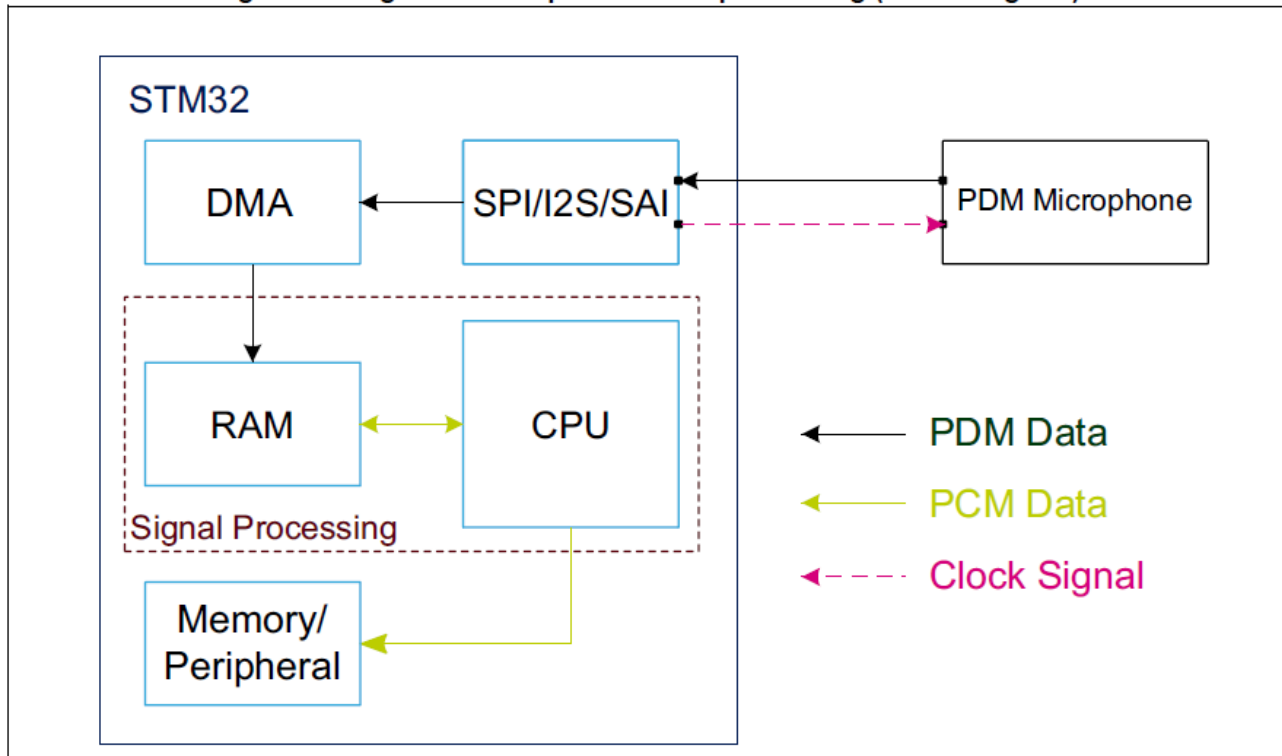 STM32
DMA
SPI/I2S/SAI
PDM Microphone
RAM
CPU
Signal Processing
Memory/
Peripheral
PDM Data
PCM Data
Clock Signal